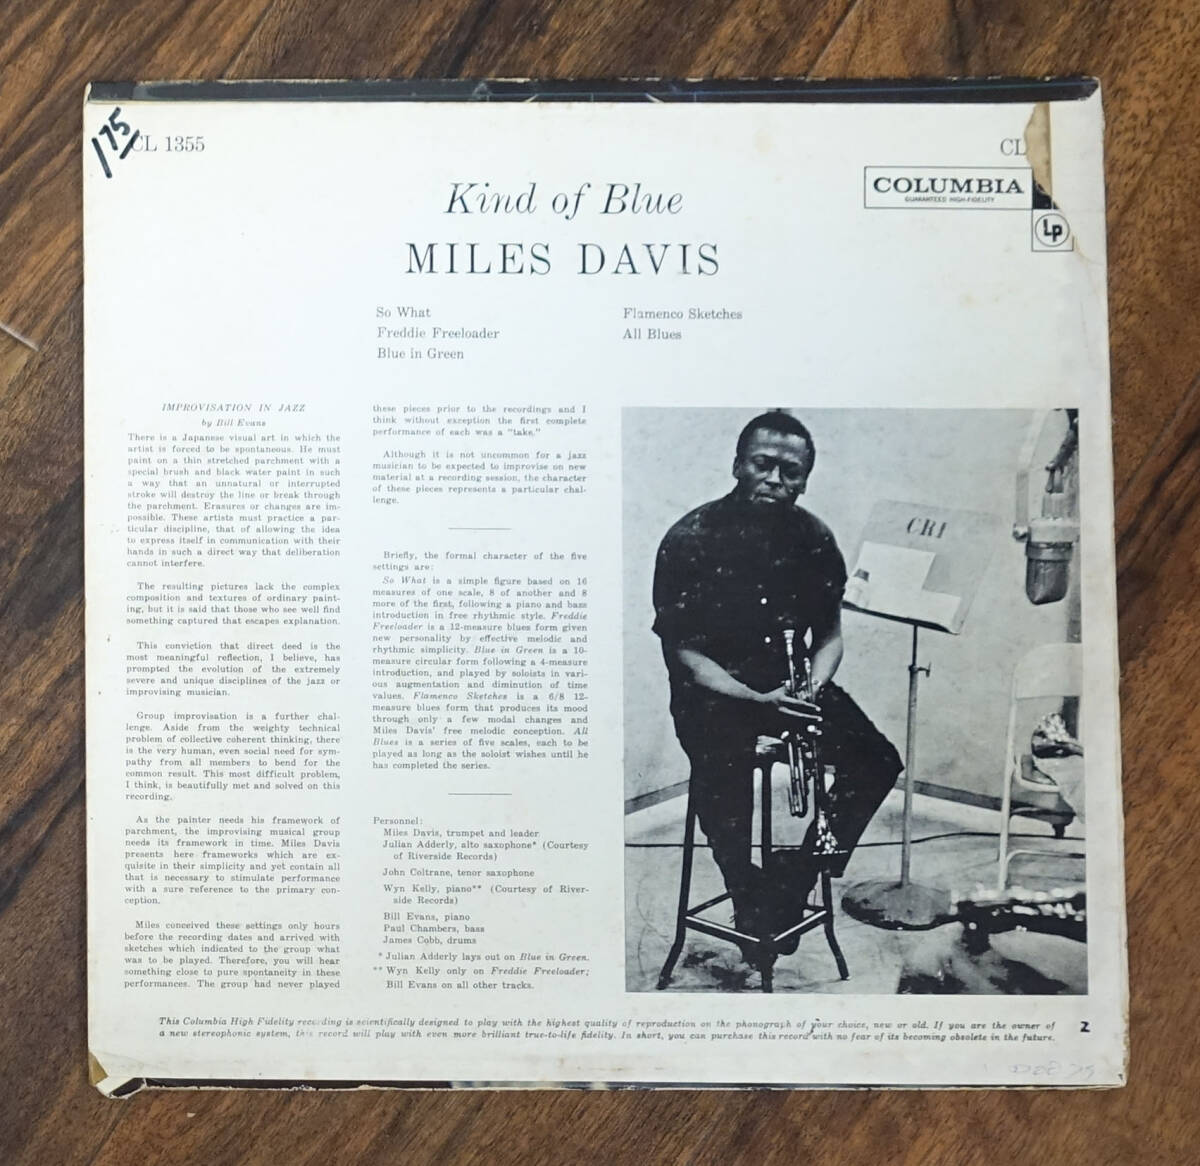 175
CL 1355
CL
COLUMBIA
GUARANTEED HIGH-FIDELITY
Lp
Kind of Blue
MILES DAVIS
So What
Freddie Freeloader
Blue in Green
Flamenco Sketches
All Blues
IMPROVISATION IN JAZZ
by Bill Evans
There is a Japanese visual art in which the
artist is forced to be spontaneous. He must
paint on a thin stretched parchment with a
special brush and black water paint in such
a way that an unnatural or interrupted
stroke will destroy the line or break through
the parchment. Erasures or changes are im-
possible. These artists must practice a par-
ticular discipline, that of allowing the idea
to express itself in communication with their
hands in such a direct way that deliberation
cannot interfere.
The resulting pictures lack the complex
composition and textures of ordinary paint-
ing, but it is said that those who see well find
something captured that escapes explanation.
This conviction that direct deed is the
most meaningful reflection, I believe, has
prompted the evolution of the extremely
severe and unique disciplines of the jazz or
improvising musician.
Group improvisation is a further chal-
lenge. Aside from the weighty technical
problem of collective coherent thinking, there
is the very human, even social need for sym-
pathy from all members to bend for the
common result. This most difficult problem,
I think, is beautifully met and solved on this
recording.
As the painter needs his framework of
parchment, the improvising musical group
needs its framework in time. Miles Davis
presents here frameworks which are ex-
quisite in their simplicity and yet contain all
that is necessary to stimulate performance
with a sure reference to the primary con-
ception.
Miles conceived these settings only hours
before the recording dates and arrived with
sketches which indicated to the group what
was to be played. Therefore, you will hear
something close to pure spontaneity in these
performances. The group had never played
these pieces prior to the recordings and I
think without exception the first complete
performance of each was a "take."
Although it is not uncommon for a jazz
musician to be expected to improvise on new
material at a recording session, the character
of these pieces represents a particular chal-
lenge.
Briefly, the formal character of the five
settings are:
So What is a simple figure based on 16
measures of one scale, 8 of another and 8
more of the first, following a piano and bass
introduction in free rhythmic style. Freddie
Freeloader is a 12-measure blues form given
new personality by effective melodic and
rhythmic simplicity. Blue in Green is a 10-
measure circular form following a 4-measure
introduction, and played by soloists in vari-
ous augmentation and diminution of time
values. Flamenco Sketches is a 6/8 12-
measure blues form that produces its mood
through only a few modal changes and
Miles Davis' free melodic conception. All
Blues is a series of five scales, each to be
played as long as the soloist wishes until he
has completed the series.
Personnel:
Miles Davis, trumpet and leader
Julian Adderly, alto saxophone* (Courtesy
of Riverside Records)
John Coltrane, tenor saxophone
Wyn Kelly, piano** (Courtesy of River-
side Records)
Bill Evans, piano
Paul Chambers, bass
James Cobb, drums
* Julian Adderly lays out on Blue in Green.
** Wyn Kelly only on Freddie Freeloader;
Bill Evans on all other tracks.
CRI
This Columbia High Fidelity recording is scientifically designed to play with the highest quality of reproduction on the phonograph of your choice, new or old. If you are the owner of
a new stereophonic system, this record will play with even more brilliant true-to-life fidelity. In short, you can purchase this record with no fear of its becoming obsolete in the future.
2